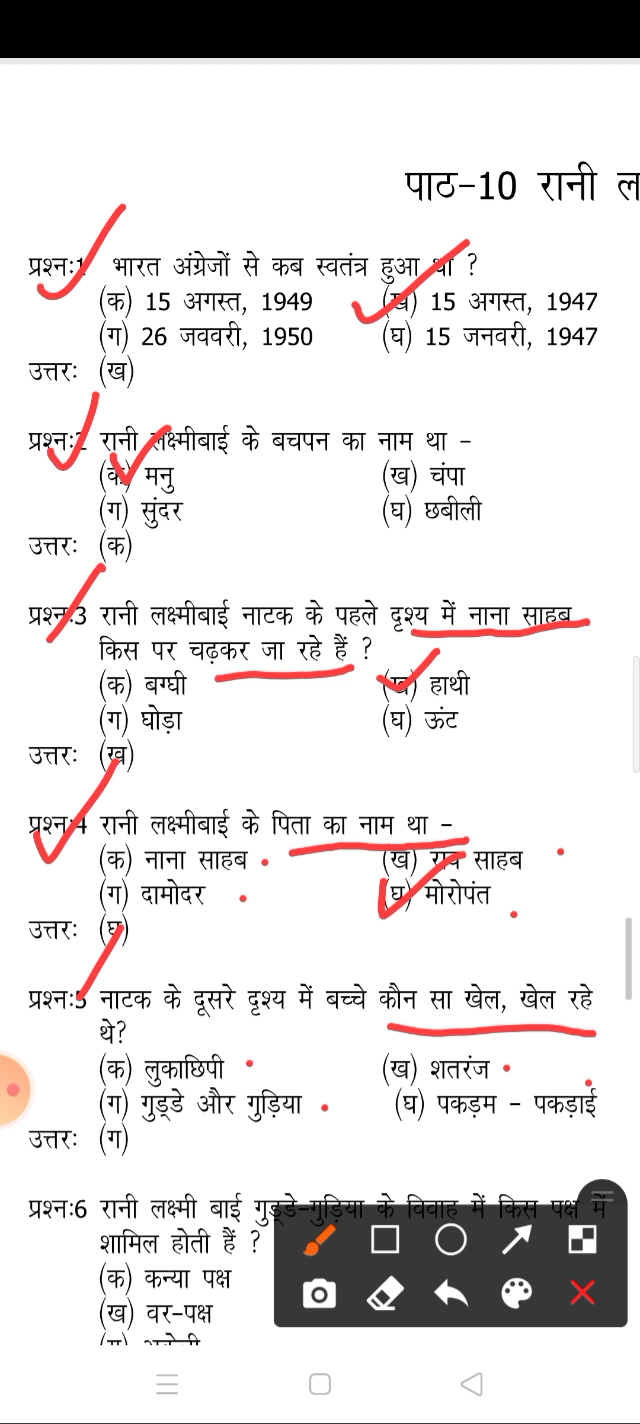 पाठ-10 रानी ल
प्रश्नः1 भारत अंग्रेजों से कब स्वतंत्र हुआ था ?
(क) 15 अगस्त, 1949 (ख) 15 अगस्त, 1947
(ग) 26 जववरी, 1950 (घ) 15 जनवरी, 1947
उत्तरः (ख)
प्रश्नः2 रानी लक्ष्मीबाई के बचपन का नाम था -
(क) मनु (ख) चंपा
(ग) सुंदर (घ) छबीली
उत्तरः (क)
प्रश्नः3 रानी लक्ष्मीबाई नाटक के पहले दृश्य में नाना साहब
किस पर चढ़कर जा रहे हैं ?
(क) बग्घी (ख) हाथी
(ग) घोड़ा (घ) ऊंट
उत्तरः (ख)
प्रश्नः4 रानी लक्ष्मीबाई के पिता का नाम था -
(क) नाना साहब (ख) राव साहब
(ग) दामोदर (घ) मोरोपंत
उत्तरः (घ)
प्रश्नः5 नाटक के दूसरे दृश्य में बच्चे कौन सा खेल, खेल रहे
थे?
(क) लुकाछिपी (ख) शतरंज
(ग) गुड्डे और गुड़िया (घ) पकड़म - पकड़ाई
उत्तरः (ग)
प्रश्नः6 रानी लक्ष्मी बाई गुड्डे-गुड़िया के विवाह में किस पक्ष में
शामिल होती हैं ?
(क) कन्या पक्ष
(ख) वर-पक्ष